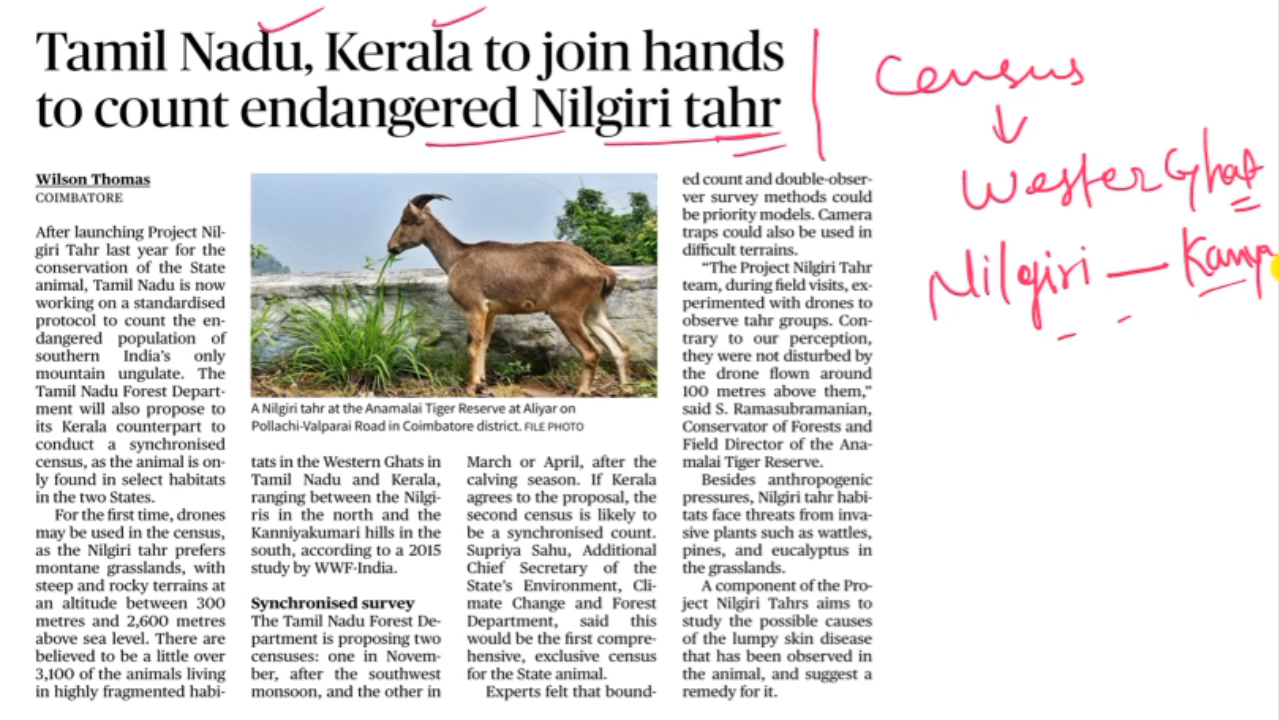 Tamil Nadu, Kerala to join hands
to count endangered Nilgiri tahr
Wilson Thomas
COIMBATORE
After launching Project Nil-
giri Tahr last year for the
conservation of the State
animal, Tamil Nadu is now
working on a standardised
protocol to count the en-
dangered population of
southern India's only
mountain ungulate. The
Tamil Nadu Forest Depart-
ment will also propose to
its Kerala counterpart to
conduct a synchronised
census, as the animal is on-
ly found in select habitats
in the two States.
For the first time, drones
may be used in the census,
as the Nilgiri tahr prefers
montane grasslands, with
steep and rocky terrains at
an altitude between 300
metres and 2,600 metres
above sea level. There are
believed to be a little over
3,100 of the animals living
in highly fragmented habi-
A Nilgiri tahr at the Anamalai Tiger Reserve at Aliyar on
Pollachi-Valparai Road in Coimbatore district. FILE PHOTO
tats in the Western Ghats in
Tamil Nadu and Kerala,
ranging between the Nilgi-
ris in the north and the
Kanniyakumari hills in the
south, according to a 2015
study by WWF-India.
Synchronised survey
The Tamil Nadu Forest De-
partment is proposing two
censuses: one in Novem-
ber, after the southwest
monsoon, and the other in
March or April, after the
calving season. If Kerala
agrees to the proposal, the
second census is likely to
be a synchronised count.
Supriya Sahu, Additional
Chief Secretary of the
State's Environment, Cli-
mate Change and Forest
Department, said this
would be the first compre-
hensive, exclusive census
for the State animal.
Experts felt that bound-
ed count and double-obser-
ver survey methods could
be priority models. Camera
traps could also be used in
difficult terrains.
"The Project Nilgiri Tahr
team, during field visits, ex-
perimented with drones to
observe tahr groups. Con-
trary to our perception,
they were not disturbed by
the drone flown around
100 metres above them,"
said S. Ramasubramanian,
Conservator of Forests and
Field Director of the Ana-
malai Tiger Reserve.
Besides anthropogenic
pressures, Nilgiri tahr habi-
tats face threats from inva-
sive plants such as wattles,
pines, and eucalyptus in
the grasslands.
A component of the Pro-
ject Nilgiri Tahrs aims to
study the possible causes
of the lumpy skin disease
that has been observed in
the animal, and suggest a
remedy for it.
Census
Wester Ghat
Nilgiri —